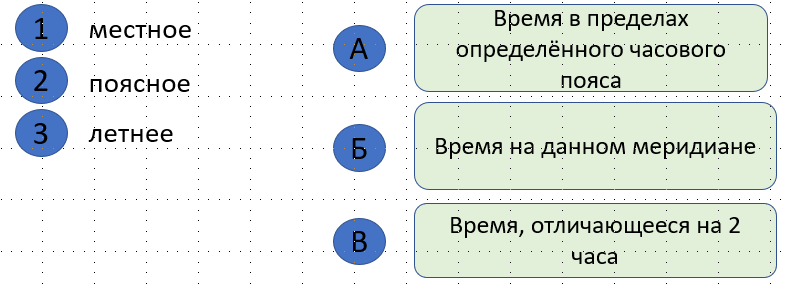 1 местное
2 поясное
3 летнее
А
Время в пределах
определённого часового
пояса
Б
Время на данном меридиане
В
Время, отличающееся на 2
часа